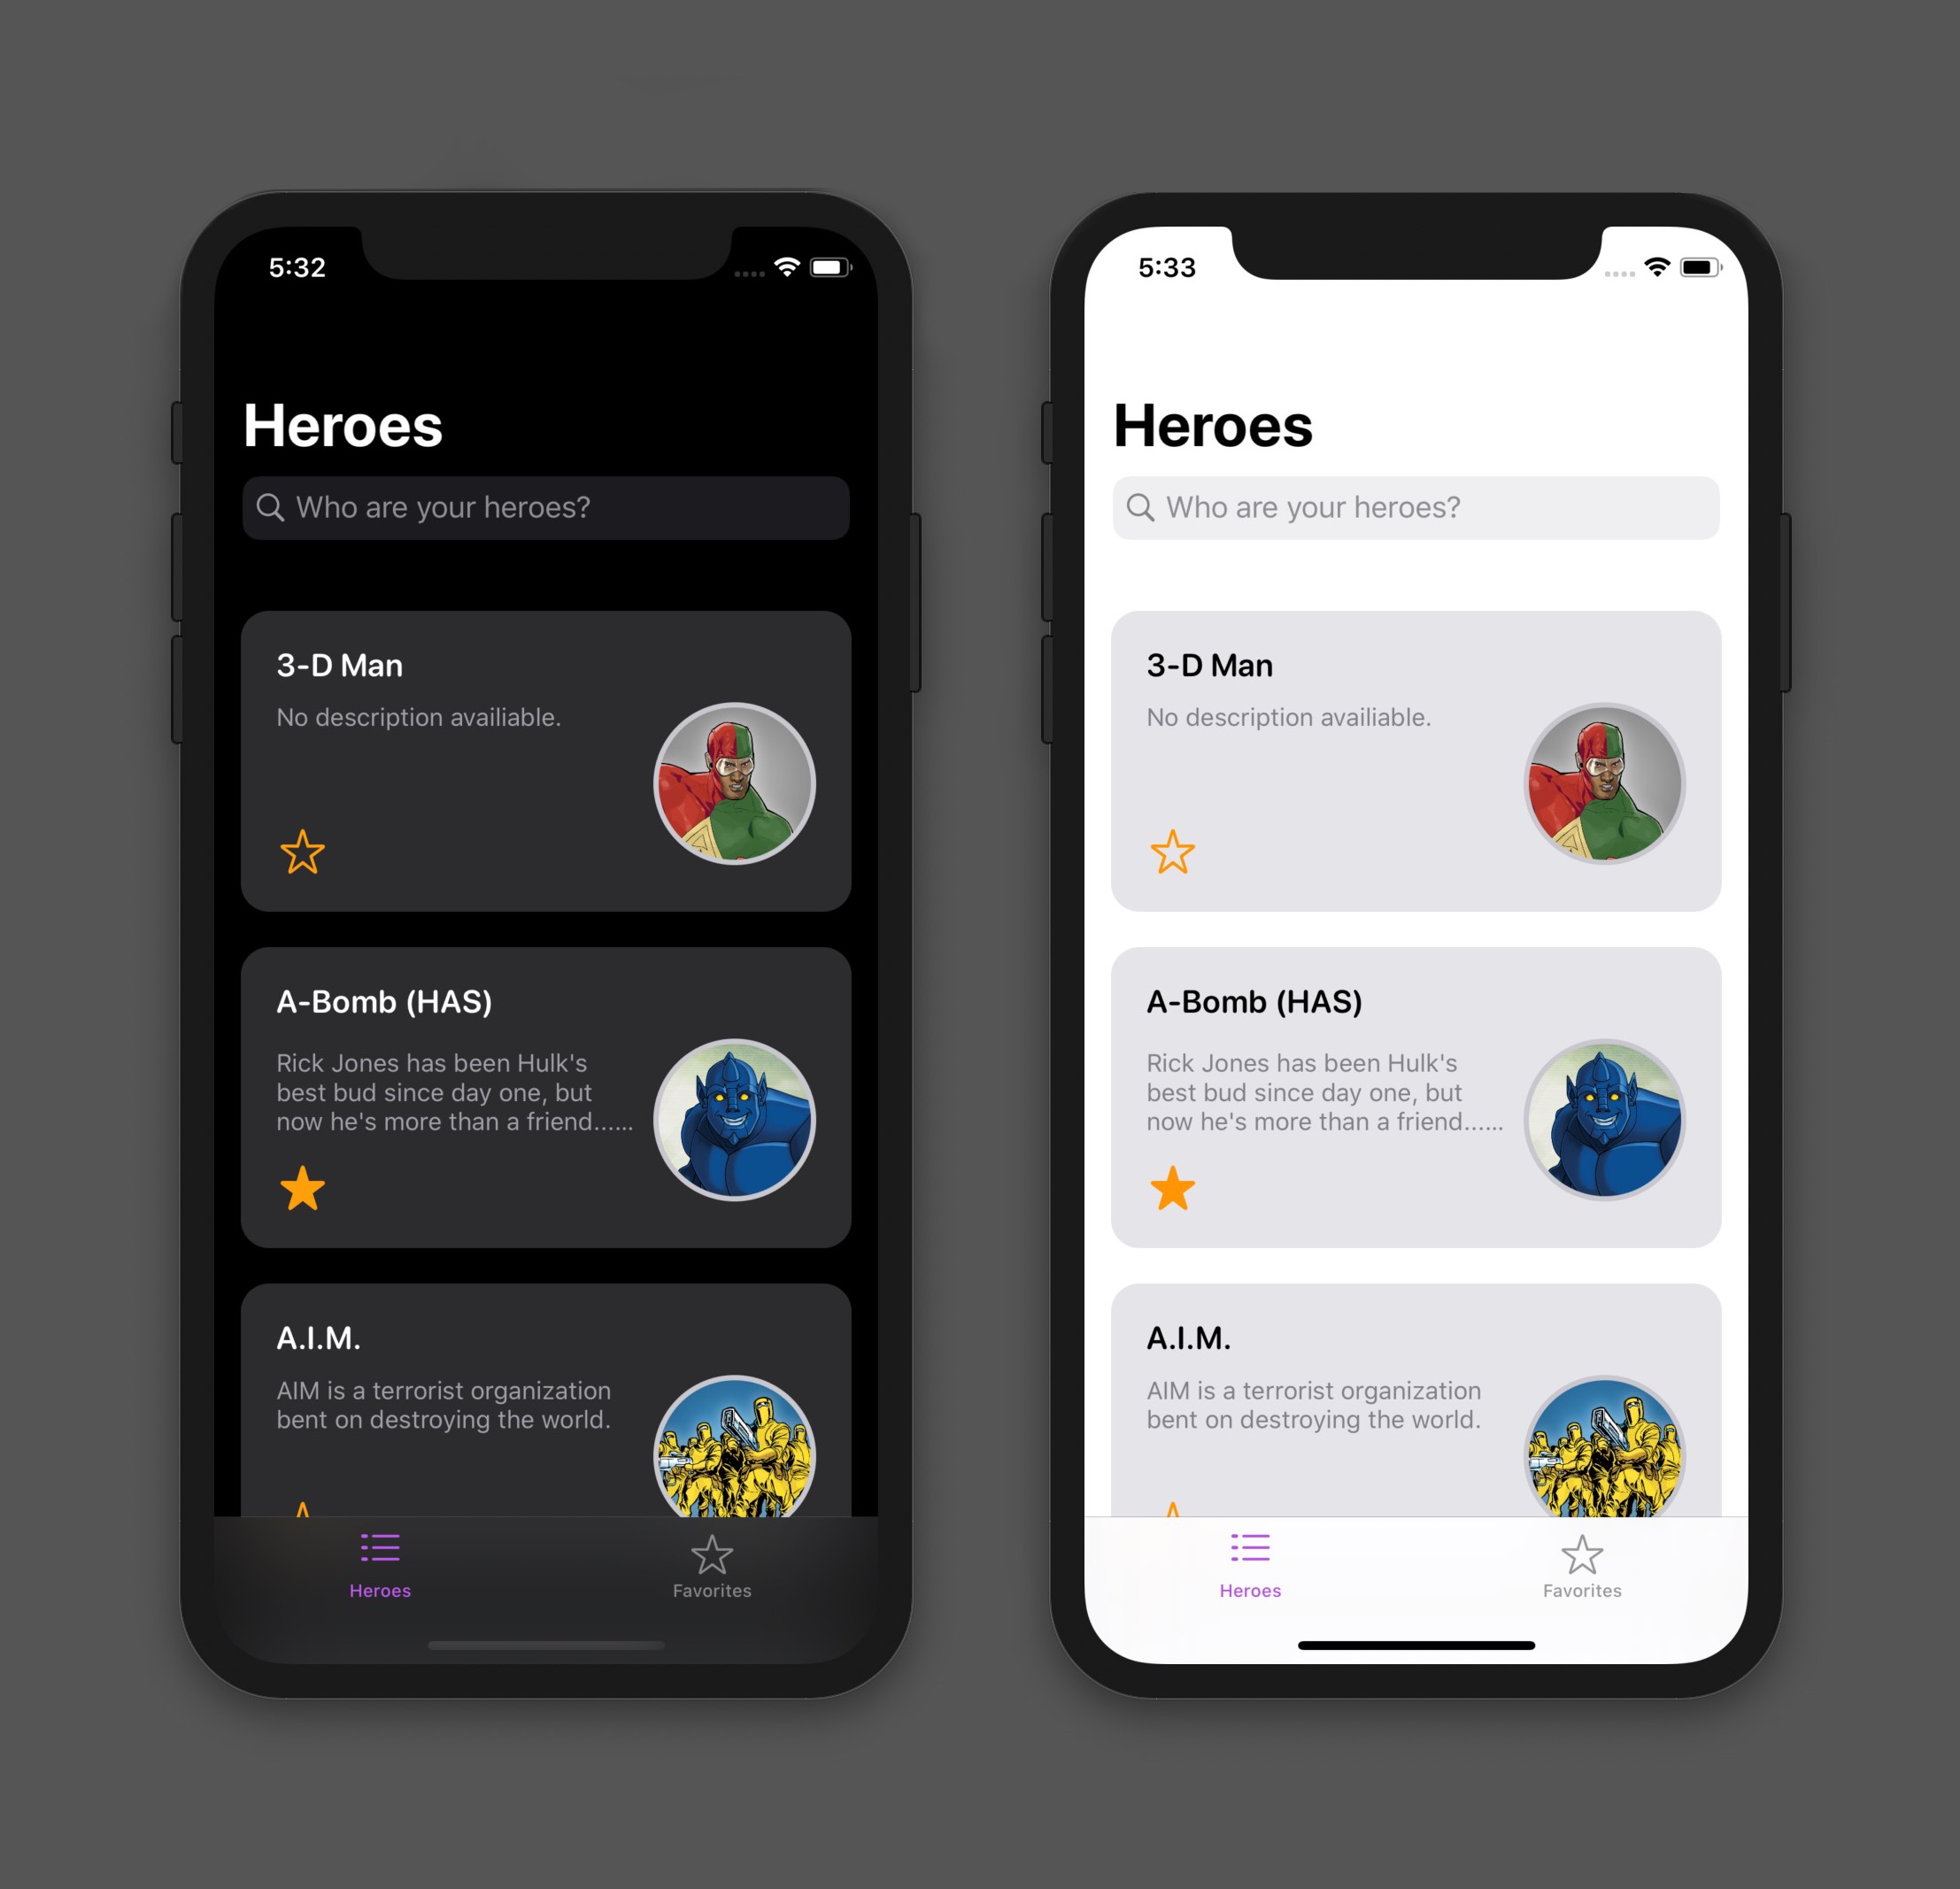 5:32
Heroes
Who are your heroes?
3-D Man
No description availiable.
A-Bomb (HAS)
Rick Jones has been Hulk's
best bud since day one, but
now he's more than a friend......
A.I.M.
AIM is a terrorist organization
bent on destroying the world.
Heroes
Favorites
5:33
Heroes
Who are your heroes?
3-D Man
No description availiable.
A-Bomb (HAS)
Rick Jones has been Hulk's
best bud since day one, but
now he's more than a friend......
A.I.M.
AIM is a terrorist organization
bent on destroying the world.
Heroes
Favorites